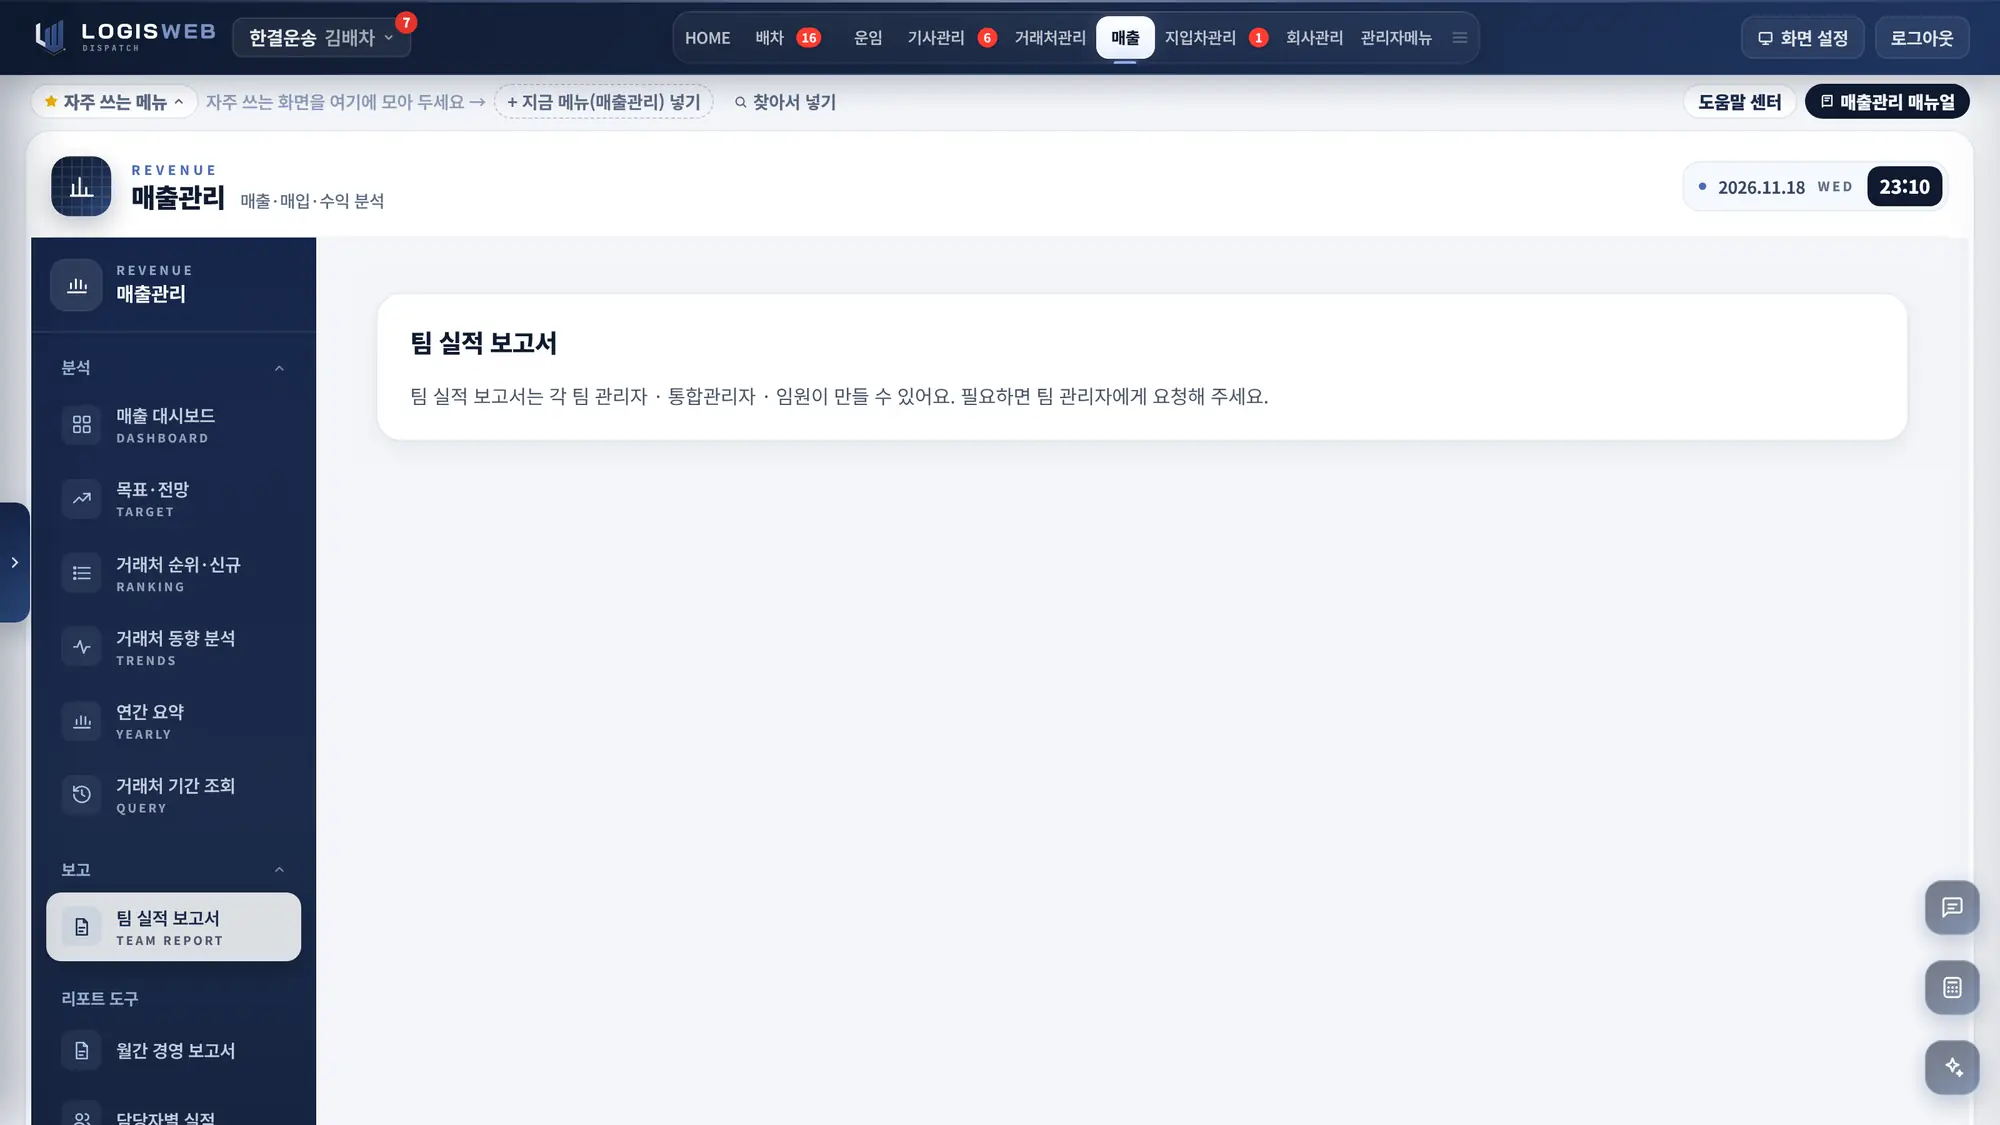 LOGISWEB
DISPATCH
한결운송 김배차
7
HOME
배차 16
운임
기사관리 6
거래처관리
매출
지입차관리 1
회사관리
관리자메뉴
화면 설정
로그아웃
자주 쓰는 메뉴
자주 쓰는 화면을 여기에 모아 두세요 →
+ 지금 메뉴(매출관리) 넣기
찾아서 넣기
도움말 센터
매출관리 매뉴얼
REVENUE
매출관리 매출·매입·수익 분석
2026.11.18 WED 23:10
REVENUE
매출관리
분석
매출 대시보드
DASHBOARD
목표·전망
TARGET
거래처 순위·신규
RANKING
거래처 동향 분석
TRENDS
연간 요약
YEARLY
거래처 기간 조회
QUERY
보고
팀 실적 보고서
TEAM REPORT
리포트 도구
월간 경영 보고서
담당자별 실적
팀 실적 보고서
팀 실적 보고서는 각 팀 관리자 · 통합관리자 · 임원이 만들 수 있어요. 필요하면 팀 관리자에게 요청해 주세요.